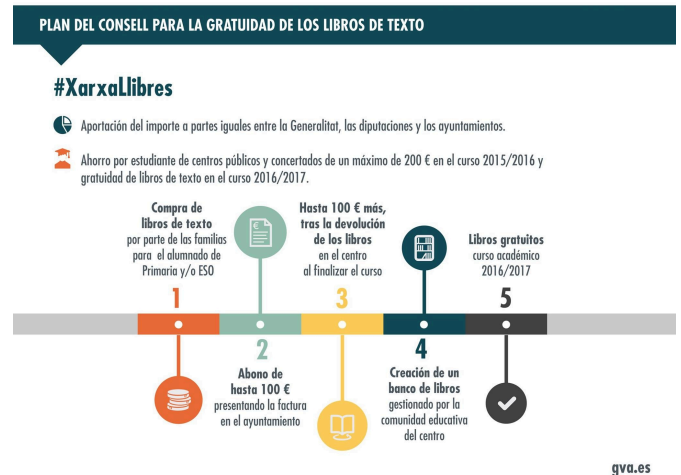 PLAN DEL CONSELL PARA LA GRATUIDAD DE LOS LIBROS DE TEXTO
#XarxaLlibres
Aportación del importe a partes iguales entre la Generalitat, las diputaciones y los ayuntamientos.
Ahorro por estudiante de centros públicos y concertados de un máximo de 200 € en el curso 2015/2016 y
gratuidad de libros de texto en el curso 2016/2017.
Compra de
libros de texto
por parte de las familias
para el alumnado de
Primaria y/o ESO
1
€
2
Abono de
hasta 100 €
presentando la factura
en el ayuntamiento
Hasta 100 € más,
tras la devolución
de los libros
en el centro
al finalizar el curso
3
4
Creación de un
banco de libros
gestionado por la
comunidad educativa
del centro
Libros gratuitos
curso académico
2016/2017
5
gva.es